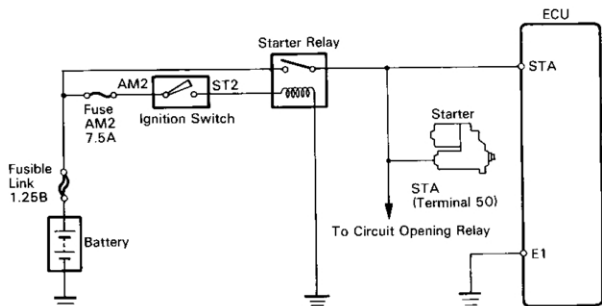 ECU
Starter Relay
STA
AM2
ST2
Fuse
AM2
7.5A
Ignition Switch
Starter
Fusible
Link
1.25B
STA
(Terminal 50)
To Circuit Opening Relay
Battery
E1